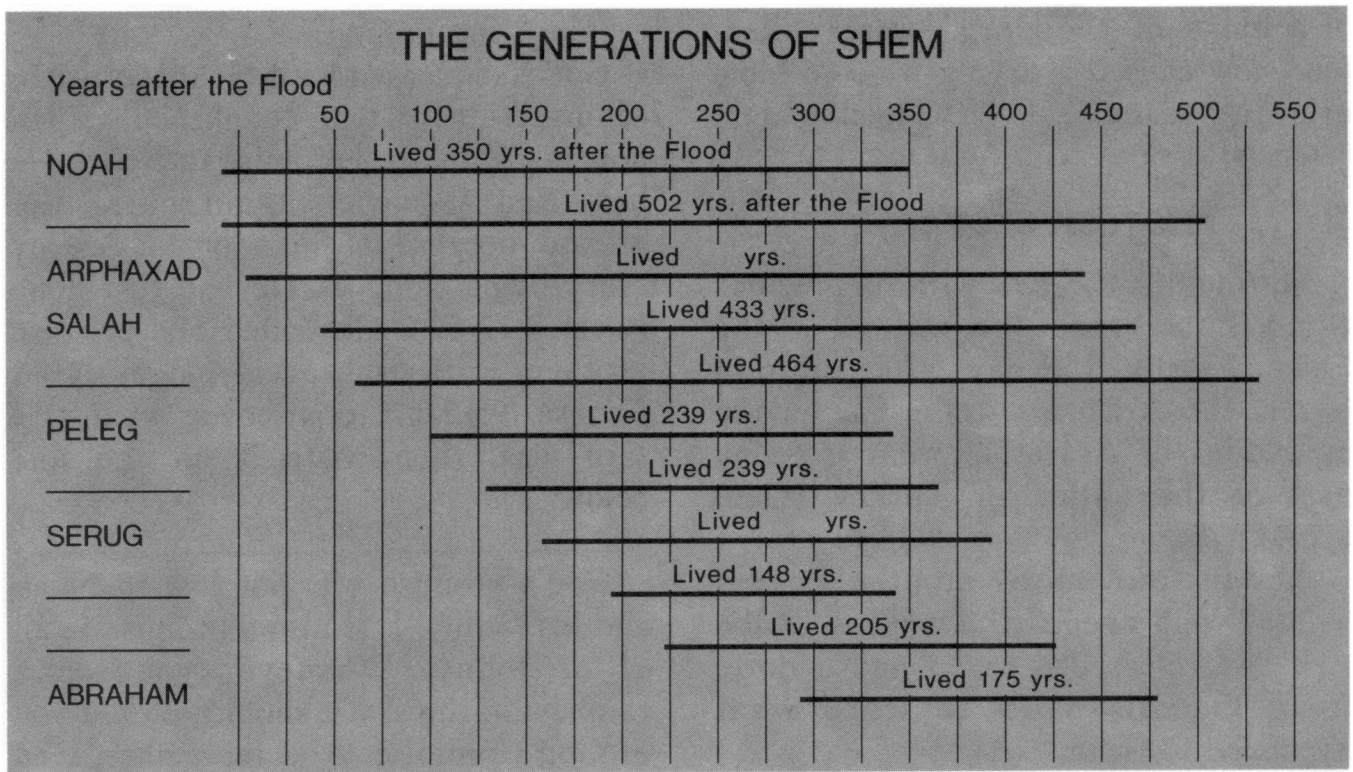 THE GENERATIONS OF SHEM
Years after the Flood
50 100 150 200 250 300 350 400 450 500 550
NOAH Lived 350 yrs. after the Flood
Lived 502 yrs. after the Flood
ARPHAXAD Lived yrs.
SALAH Lived 433 yrs.
Lived 464 yrs.
PELEG Lived 239 yrs.
Lived 239 yrs.
SERUG Lived yrs.
Lived 148 yrs.
Lived 205 yrs.
ABRAHAM Lived 175 yrs.